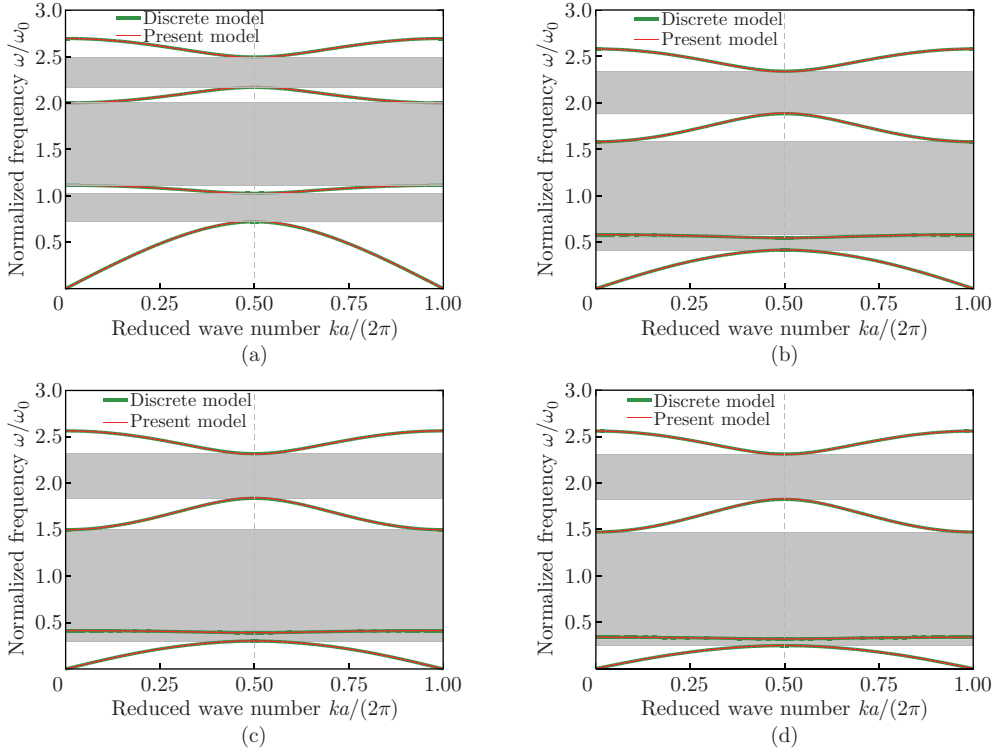 3.0
Discrete model
Present model
2.5
2.0
1.5
1.0
0.5
Normalized frequency ω/ω₀
0
0.25
0.50
0.75
1.00
Reduced wave number ka/(2π)
(a)
3.0
Discrete model
Present model
2.5
2.0
1.5
1.0
0.5
Normalized frequency ω/ω₀
0
0.25
0.50
0.75
1.00
Reduced wave number ka/(2π)
(b)
3.0
Discrete model
Present model
2.5
2.0
1.5
1.0
0.5
Normalized frequency ω/ω₀
0
0.25
0.50
0.75
1.00
Reduced wave number ka/(2π)
(c)
3.0
Discrete model
Present model
2.5
2.0
1.5
1.0
0.5
Normalized frequency ω/ω₀
0
0.25
0.50
0.75
1.00
Reduced wave number ka/(2π)
(d)